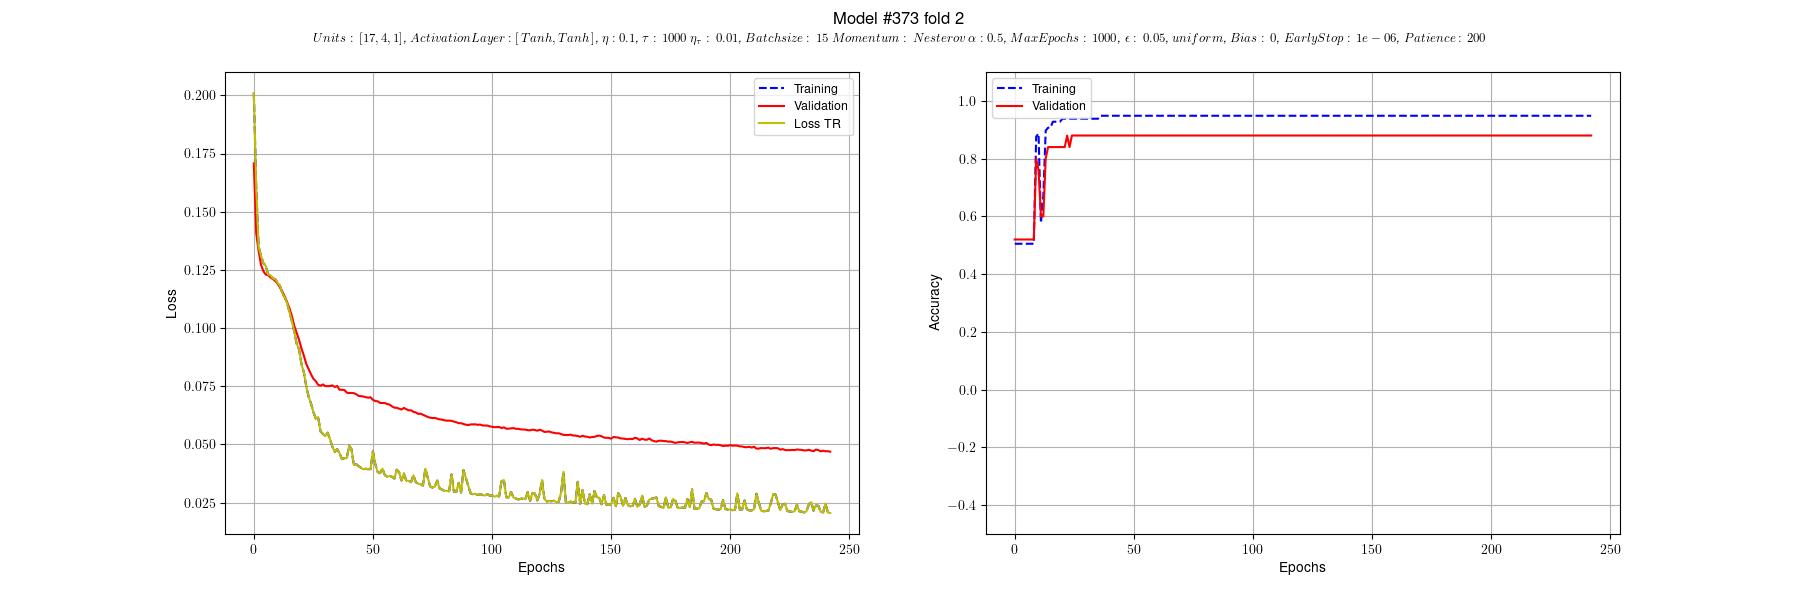 Model #373 fold 2
Units : [17, 4, 1], ActivationLayer : [Tanh, Tanh], η : 0.1, τ : 1000 η_τ : 0.01, Batchsize : 15 Momentum : Nesterov α : 0.5, MaxEpochs : 1000, ϵ : 0.05, uniform, Bias : 0, EarlyStop : 1e − 06, Patience : 200
Training
Validation
Loss TR
0.200
0.175
0.150
0.125
0.100
0.075
0.050
0.025
Loss
0 50 100 150 200 250
Epochs
Training
Validation
1.0
0.8
0.6
0.4
0.2
0.0
−0.2
−0.4
Accuracy
0 50 100 150 200 250
Epochs